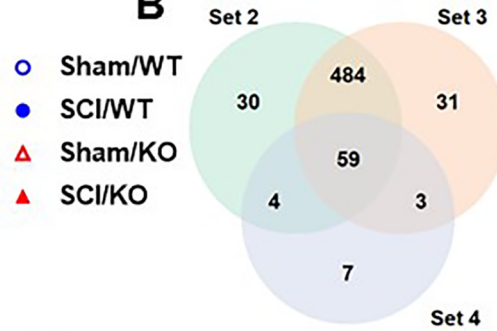 B
Set 2
Set 3
Sham/WT
SCI/WT
Sham/KO
SCI/KO
484
30
31
59
4
3
7
Set 4